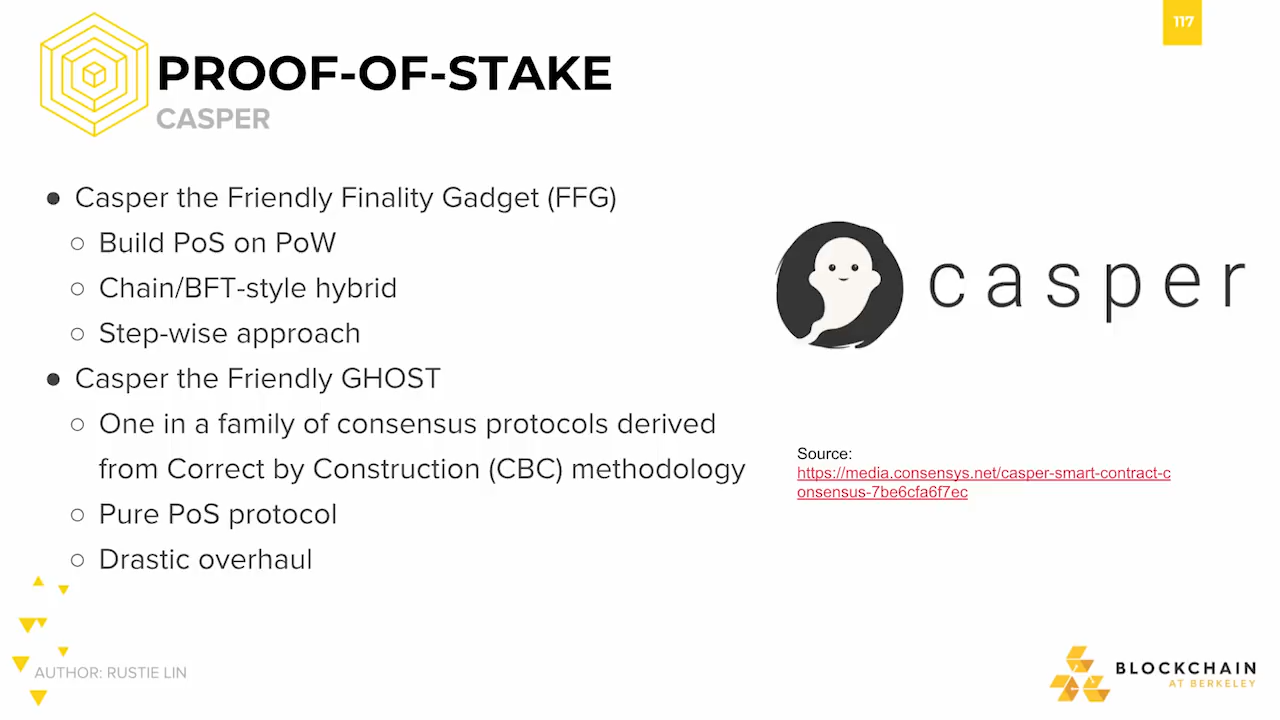 117
PROOF-OF-STAKE
CASPER
● Casper the Friendly Finality Gadget (FFG)
○ Build PoS on PoW
○ Chain/BFT-style hybrid
○ Step-wise approach
● Casper the Friendly GHOST
○ One in a family of consensus protocols derived
from Correct by Construction (CBC) methodology
○ Pure PoS protocol
○ Drastic overhaul
casper
Source:
https://media.consensys.net/casper-smart-contract-c
onsensus-7be6cfa6f7ec
AUTHOR: RUSTIE LIN
BLOCKCHAIN
AT BERKELEY